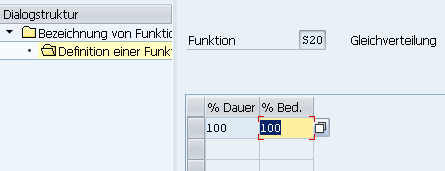 Dialogstruktur
Bezeichnung von Funktio
Definition einer Funkt
Funktion S20 Gleichverteilung
% Dauer % Bed.
100 100